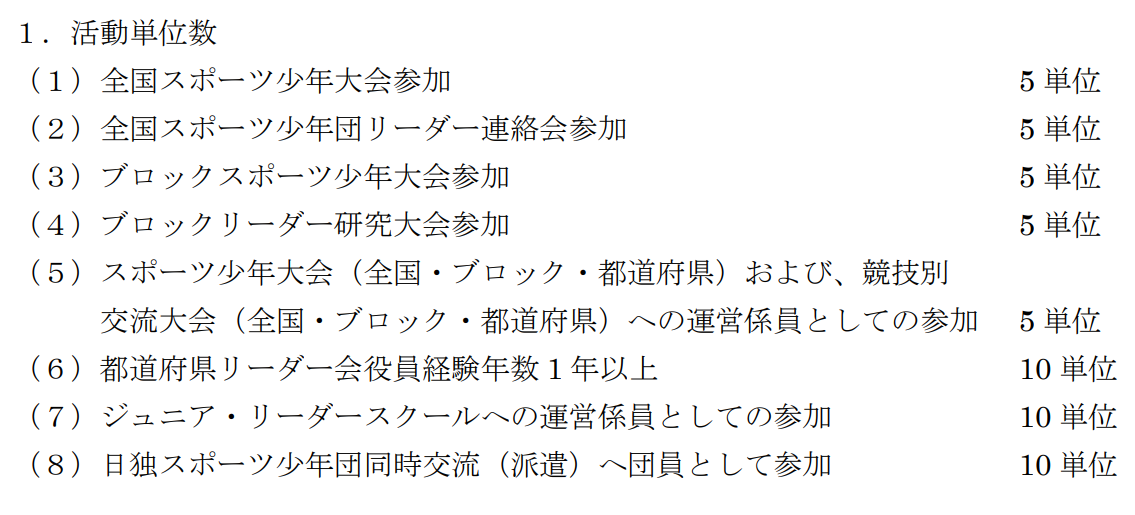 １．活動単位数
（１）全国スポーツ少年大会参加 5 単位
（２）全国スポーツ少年団リーダー連絡会参加 5 単位
（３）ブロックスポーツ少年大会参加 5 単位
（４）ブロックリーダー研究大会参加 5 単位
（５）スポーツ少年大会（全国・ブロック・都道府県）および、競技別
交流大会（全国・ブロック・都道府県）への運営係員としての参加 5 単位
（６）都道府県リーダー会役員経験年数１年以上 10 単位
（７）ジュニア・リーダースクールへの運営係員としての参加 10 単位
（８）日独スポーツ少年団同時交流（派遣）へ団員として参加 10 単位